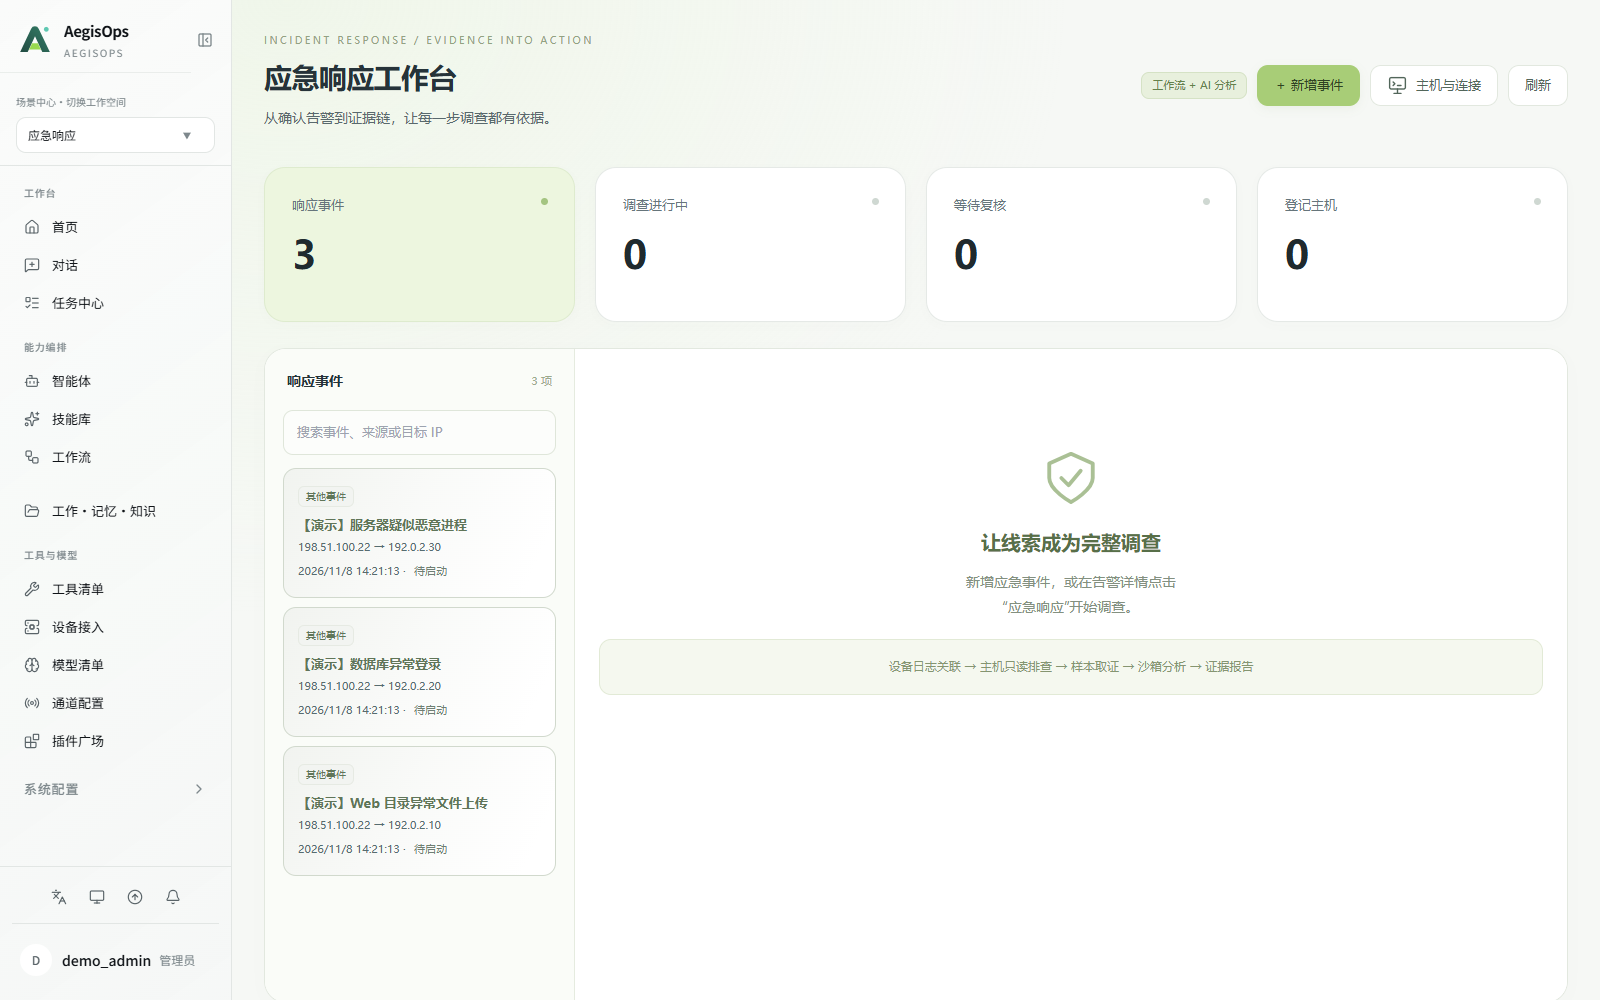 AegisOps
AEGISOPS
场景中心・切换工作空间
应急响应
工作台
首页
对话
任务中心
能力编排
智能体
技能库
工作流
工作・记忆・知识
工具与模型
工具清单
设备接入
模型清单
通道配置
插件广场
系统配置
D
demo_admin 管理员
INCIDENT RESPONSE / EVIDENCE INTO ACTION
应急响应工作台
从确认告警到证据链，让每一步调查都有依据。
工作流 + AI 分析
+ 新增事件
主机与连接
刷新
响应事件
3
调查进行中
0
等待复核
0
登记主机
0
响应事件
3 项
搜索事件、来源或目标 IP
其他事件
【演示】服务器疑似恶意进程
198.51.100.22 → 192.0.2.30
2026/11/8 14:21:13 · 待启动
其他事件
【演示】数据库异常登录
198.51.100.22 → 192.0.2.20
2026/11/8 14:21:13 · 待启动
其他事件
【演示】Web 目录异常文件上传
198.51.100.22 → 192.0.2.10
2026/11/8 14:21:13 · 待启动
让线索成为完整调查
新增应急事件，或在告警详情点击
“应急响应”开始调查。
设备日志关联 → 主机只读排查 → 样本取证 → 沙箱分析 → 证据报告